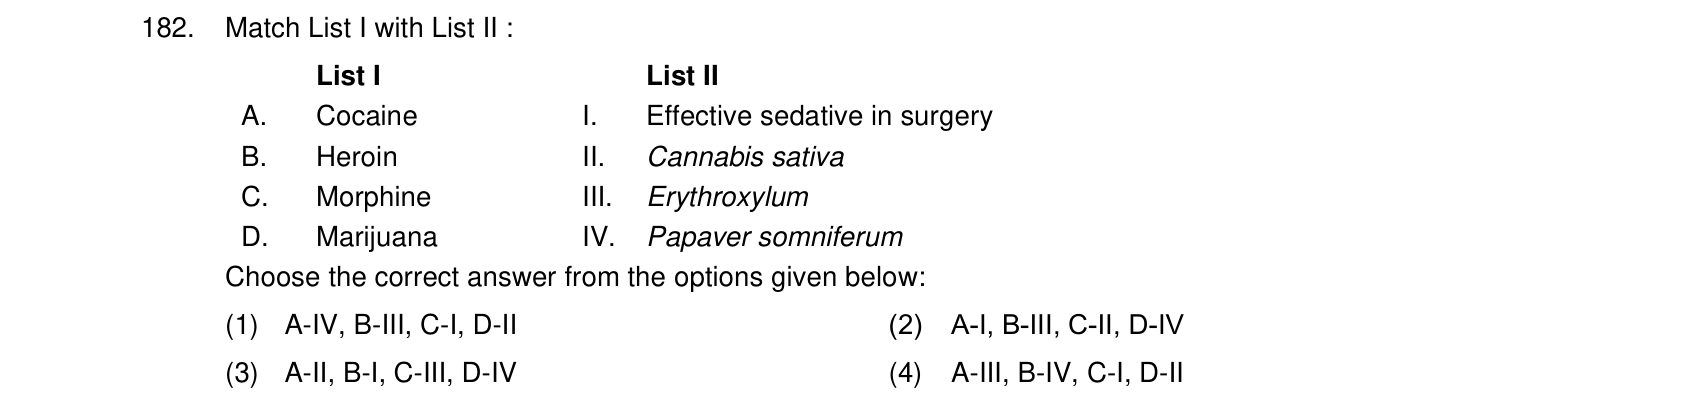 182. Match List I with List II :
List I List II
A. Cocaine I. Effective sedative in surgery
B. Heroin II. Cannabis sativa
C. Morphine III. Erythroxylum
D. Marijuana IV. Papaver somniferum
Choose the correct answer from the options given below:
(1) A-IV, B-III, C-I, D-II (2) A-I, B-III, C-II, D-IV
(3) A-II, B-I, C-III, D-IV (4) A-III, B-IV, C-I, D-II